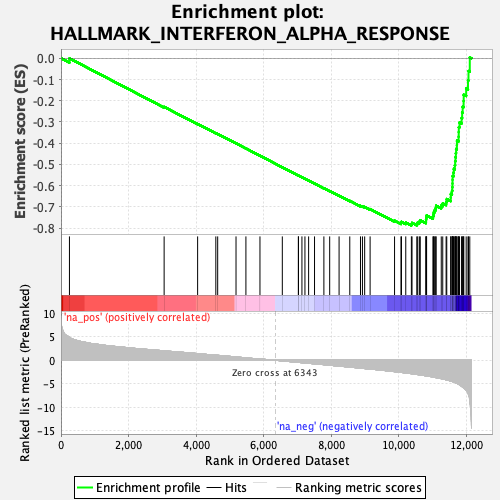 Enrichment plot:
HALLMARK_INTERFERON_ALPHA_RESPONSE
Enrichment score (ES)
0.0
-0.1
-0.2
-0.3
-0.4
-0.5
-0.6
-0.7
-0.8
'na_pos' (positively correlated)
Ranked list metric (PreRanked)
10
5
0
-5
-10
-15
Zero cross at 6343
'na_neg' (negatively correlated)
0
2,000
4,000
6,000
8,000
10,000
12,000
Rank in Ordered Dataset
Enrichment profile
Hits
Ranking metric scores